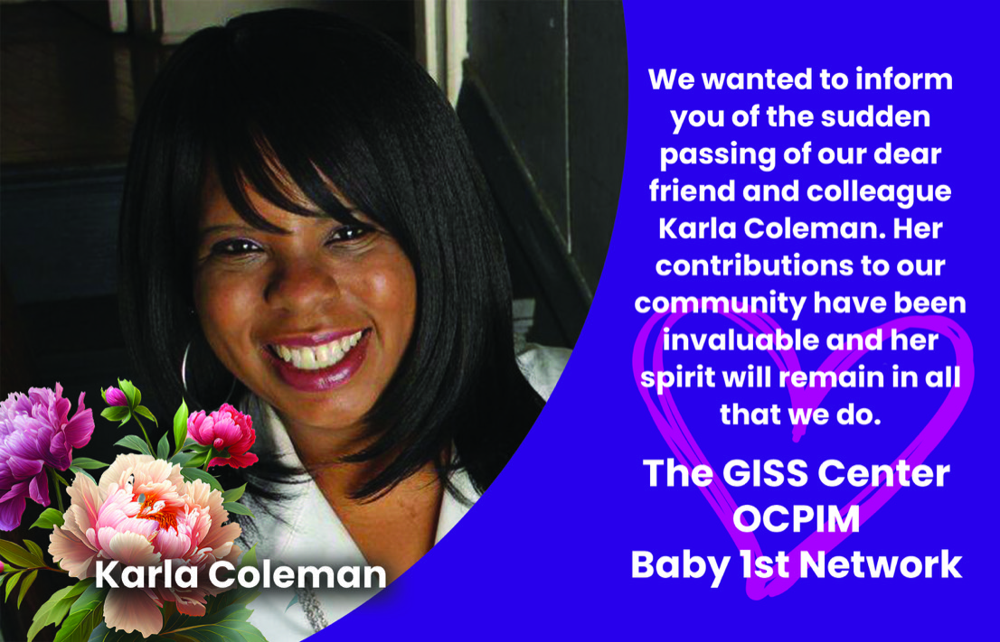 We wanted to inform
you of the sudden
passing of our dear
friend and colleague
Karla Coleman. Her
contributions to our
community have been
invaluable and her
spirit will remain in all
that we do.
The GISS Center
OCPIM
Baby 1st Network
Karla Coleman